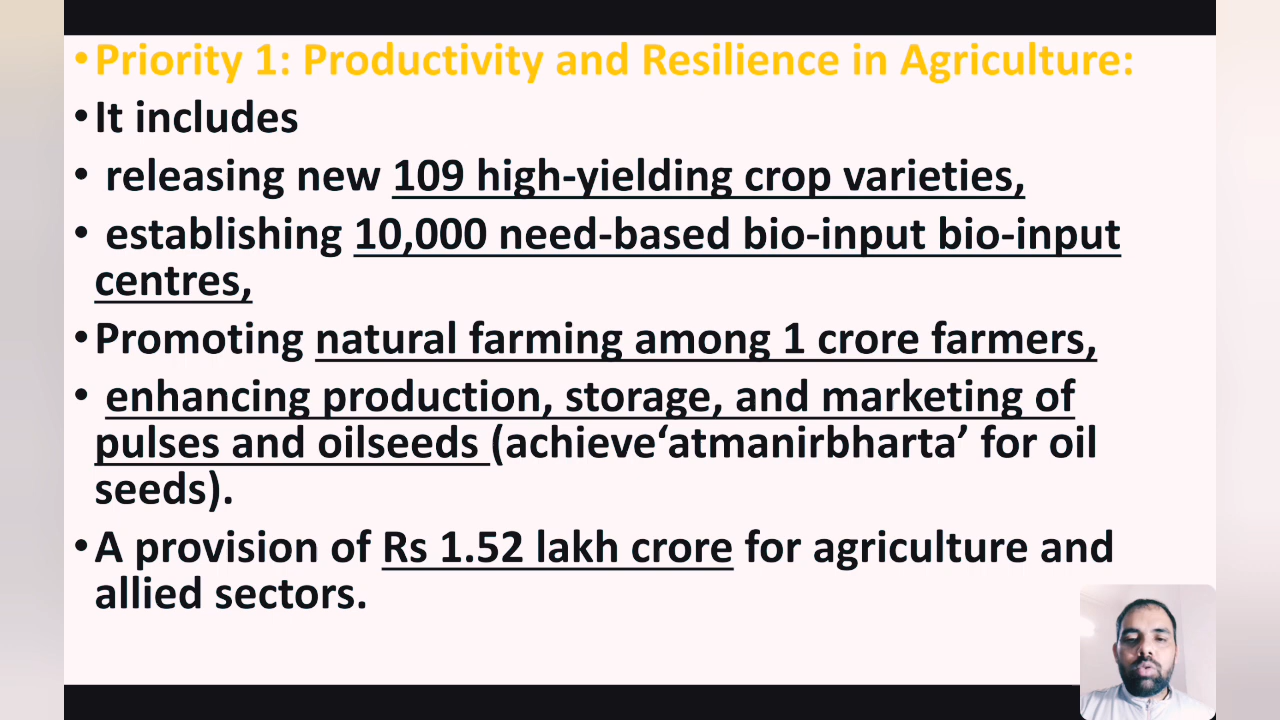 •Priority 1: Productivity and Resilience in Agriculture:
•It includes
• releasing new 109 high-yielding crop varieties,
• establishing 10,000 need-based bio-input bio-input
centres,
•Promoting natural farming among 1 crore farmers,
• enhancing production, storage, and marketing of
pulses and oilseeds (achieve‘atmanirbharta’ for oil
seeds).
•A provision of Rs 1.52 lakh crore for agriculture and
allied sectors.